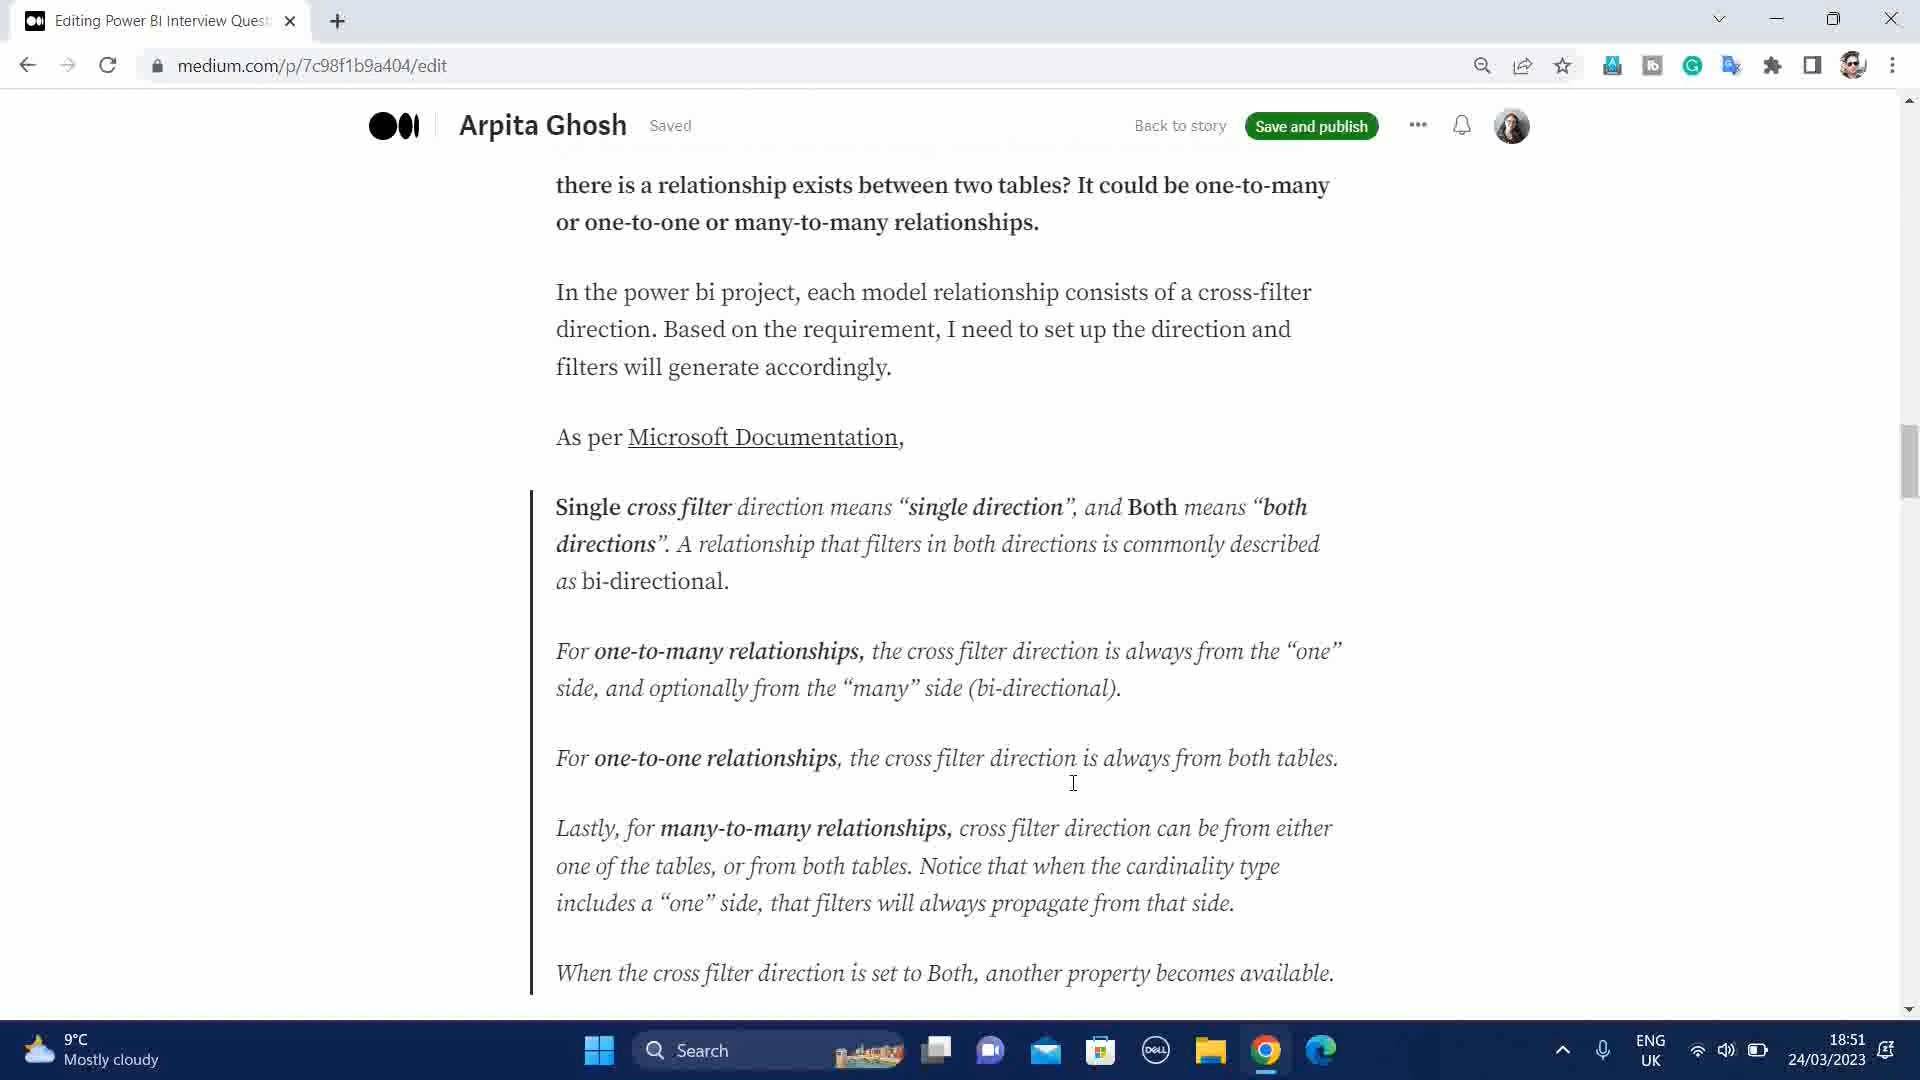 Editing Power BI Interview Quest
medium.com/p/7c98f1b9a404/edit
Arpita Ghosh
Saved
Back to story
Save and publish
there is a relationship exists between two tables? It could be one-to-many
or one-to-one or many-to-many relationships.
In the power bi project, each model relationship consists of a cross-filter
direction. Based on the requirement, I need to set up the direction and
filters will generate accordingly.
As per Microsoft Documentation,
Single cross filter direction means “single direction”, and Both means “both
directions”. A relationship that filters in both directions is commonly described
as bi-directional.
For one-to-many relationships, the cross filter direction is always from the “one”
side, and optionally from the “many” side (bi-directional).
For one-to-one relationships, the cross filter direction is always from both tables.
Lastly, for many-to-many relationships, cross filter direction can be from either
one of the tables, or from both tables. Notice that when the cardinality type
includes a “one” side, that filters will always propagate from that side.
When the cross filter direction is set to Both, another property becomes available.
9°C
Mostly cloudy
Search
DELL
ENG
UK
18:51
24/03/2023